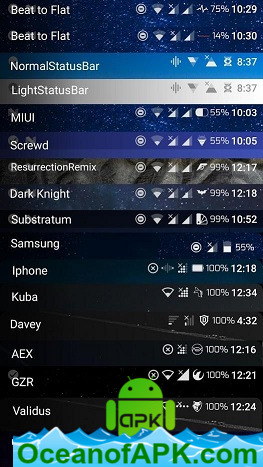 Beat to Flat 75% 10:29
Beat to Flat 14% 10:30
NormalStatusBar 8:37
LightStatusBar 8:37
MIUI 55% 10:03
Screwd 55% 10:05
ResurrectionRemix 99% 12:17
Dark Knight 99% 12:18
Substratum 99% 10:52
Samsung 55%
Iphone 100% 12:18
Kuba 100% 12:34
Davey 100% 4:32
AEX 100% 12:16
GZR 100% 12:21
Validus 100% 12:24
APK
OceanofAPK.com